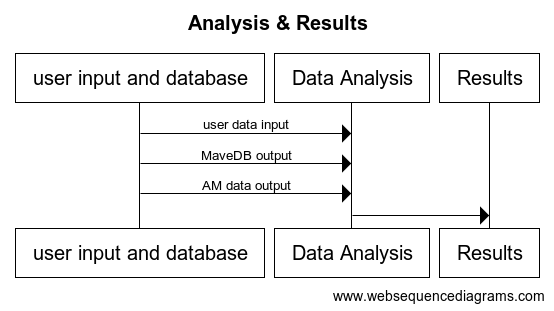 Analysis & Results
user input and database
Data Analysis
Results
user data input
MaveDB output
AM data output
user input and database
Data Analysis
Results
www.websequencediagrams.com